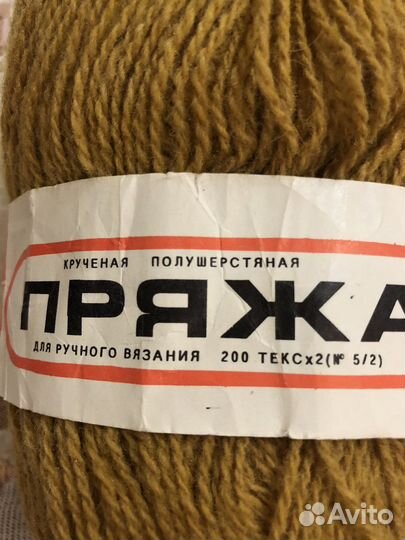 КРУЧЕНАЯ ПОЛУШЕРСТЯНАЯ
ПРЯЖА
ДЛЯ РУЧНОГО ВЯЗАНИЯ 200 ТЕКСх2(№ 5/2)
Avito